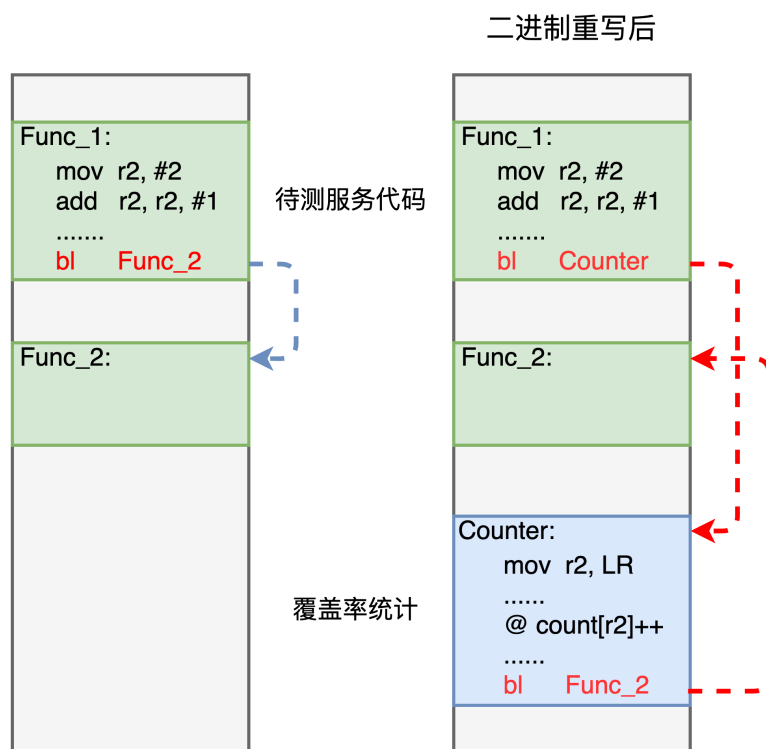 二进制重写后
Func_1:
mov r2, #2
add r2, r2, #1
.......
bl Func_2
Func_2:
待测服务代码
覆盖率统计
Func_1:
mov r2, #2
add r2, r2, #1
.......
bl Counter
Func_2:
Counter:
mov r2, LR
......
@ count[r2]++
......
bl Func_2